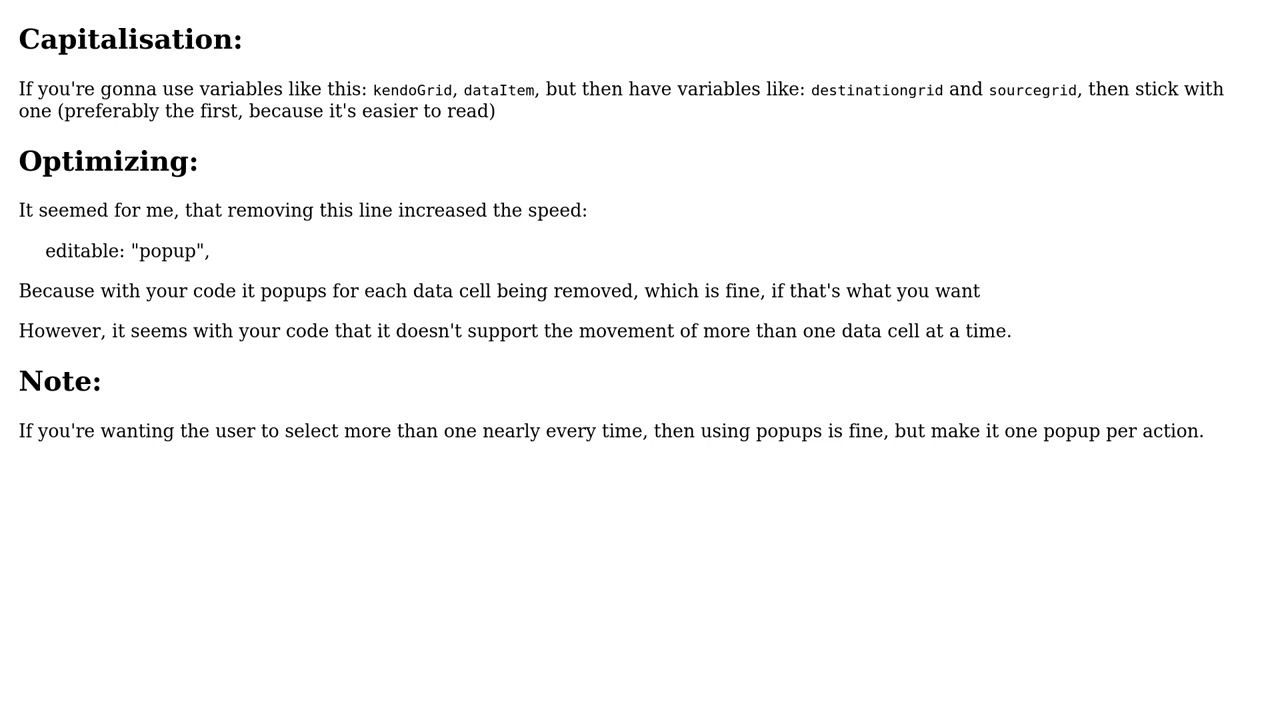 Capitalisation:
If you're gonna use variables like this: kendoGrid, dataItem, but then have variables like: destinationgrid and sourcegrid, then stick with
one (preferably the first, because it's easier to read)
Optimizing:
It seemed for me, that removing this line increased the speed:
editable: "popup",
Because with your code it popups for each data cell being removed, which is fine, if that's what you want
However, it seems with your code that it doesn't support the movement of more than one data cell at a time.
Note:
If you're wanting the user to select more than one nearly every time, then using popups is fine, but make it one popup per action.